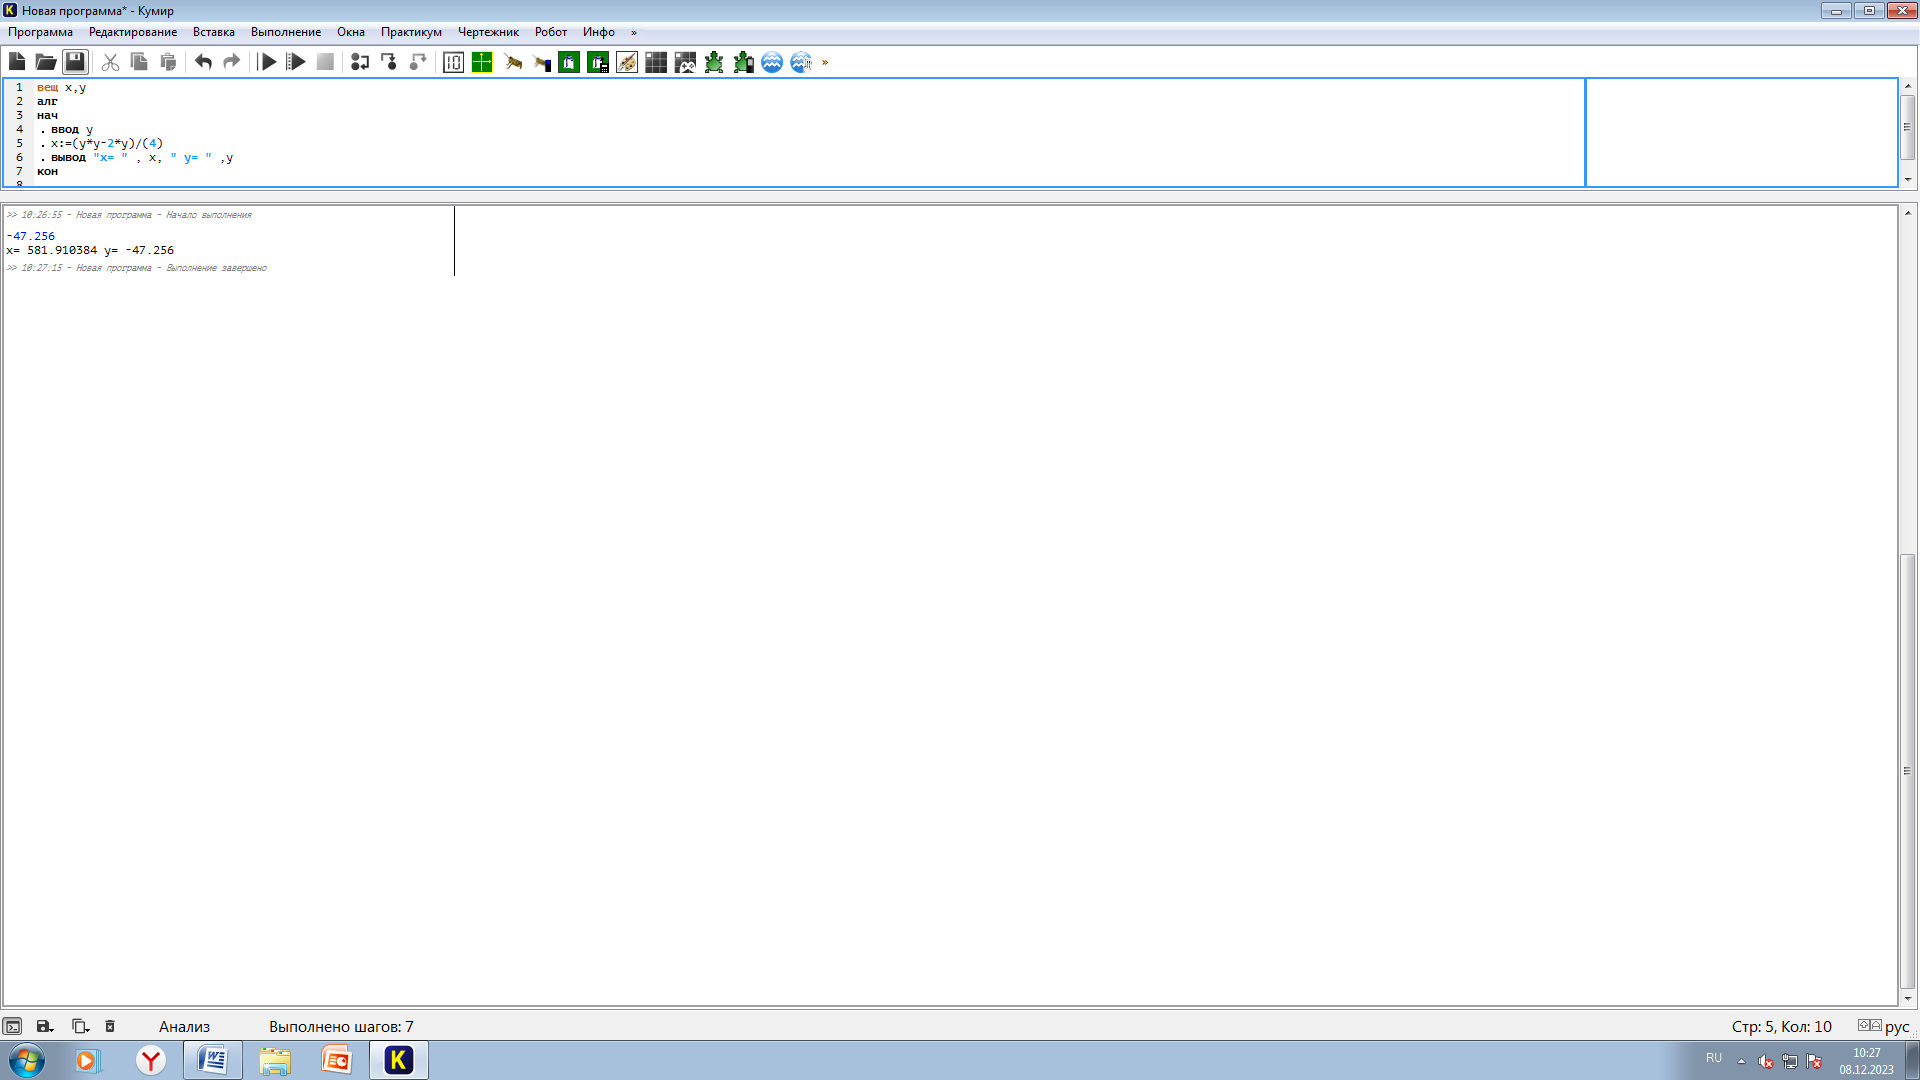 Новая программа* - Кумир
Программа Редактирование Вставка Выполнение Окна Практикум Чертежник Робот Инфо »
1 вещ x,y
2 алг
3 нач
4 . ввод y
5 . x:=(y*y-2*y)/(4)
6 . вывод "x= " , x, " y= " ,y
7 кон
8
>> 10:26:55 - Новая программа - Начало выполнения
-47.256
x= 581.910384 y= -47.256
>> 10:27:15 - Новая программа - Выполнение завершено
Анализ Выполнено шагов: 7 Стр: 5, Кол: 10 рус
RU 10:27
08.12.2023